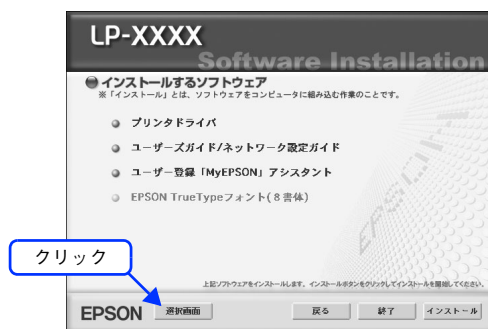 LP-XXXX
Software Installation
インストールするソフトウェア
※「インストール」とは、ソフトウェアをコンピュータに組み込む作業のことです。
プリンタドライバ
ユーザーズガイド/ネットワーク設定ガイド
ユーザー登録「MyEPSON」アシスタント
EPSON TrueTypeフォント(8書体)
EPSON
クリック
上記ソフトウェアをインストールします。インストールボタンをクリックしてインストールを開始してください。
EPSON 選択画面 戻る 終了 インストール